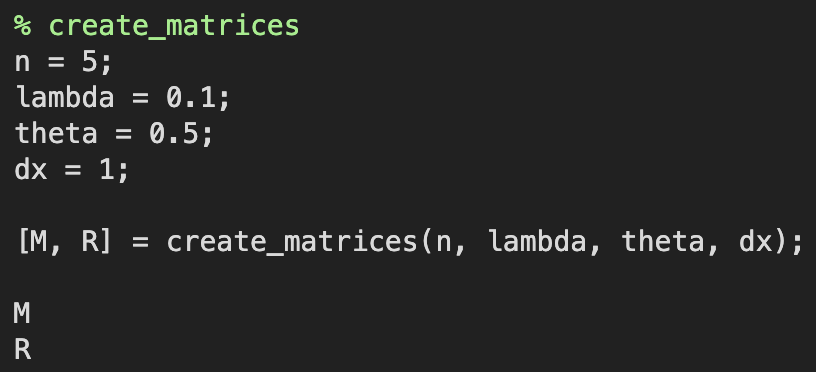 % create_matrices
n = 5;
lambda = 0.1;
theta = 0.5;
dx = 1;
[M, R] = create_matrices(n, lambda, theta, dx);
M
R